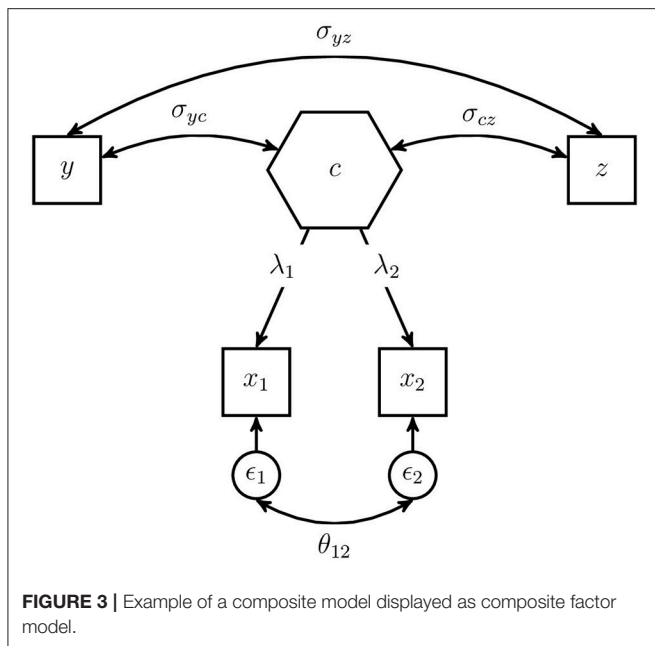 σyz
σyc
σcz
y
c
z
λ1
λ2
x1
x2
ϵ1
ϵ2
θ12
FIGURE 3 | Example of a composite model displayed as composite factor
model.